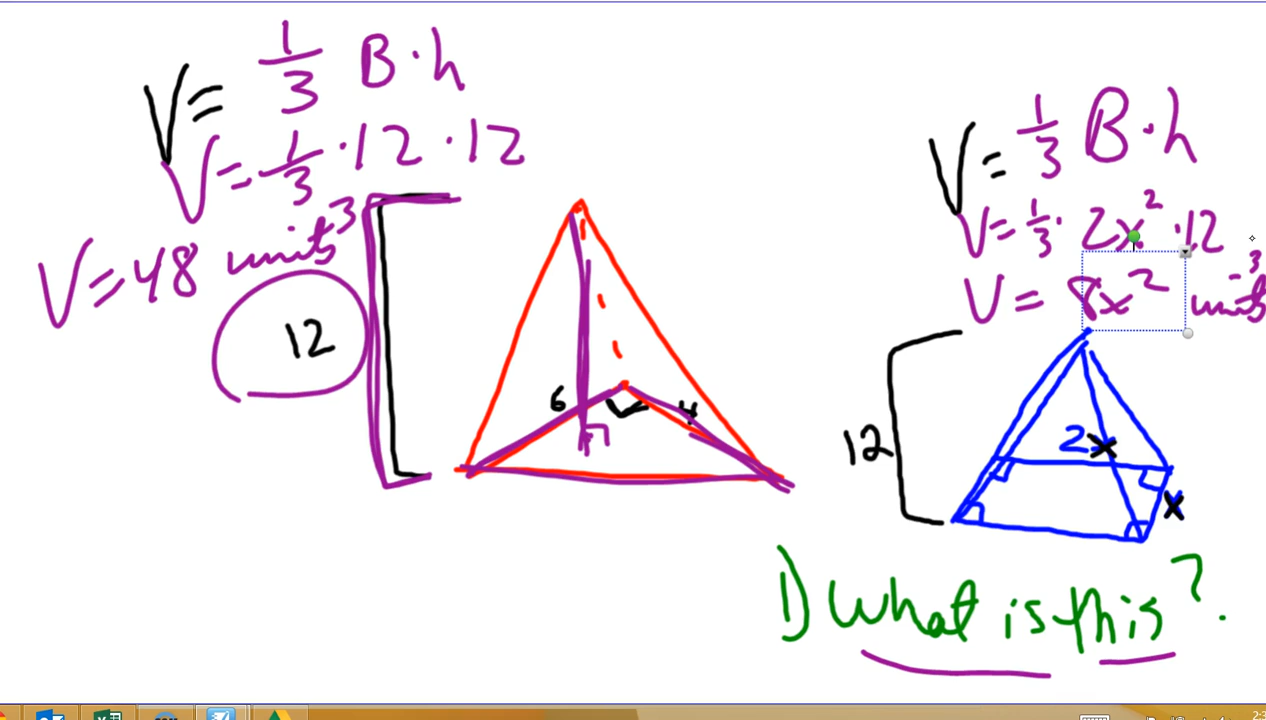 V = 1/3 B · h
V = 1/3 · 12 · 12
V = 48 units³
12
6
4
V = 1/3 B · h
V = 1/3 · 2x² · 12
V = 8x² units³
12
2x
x
1) What is this?